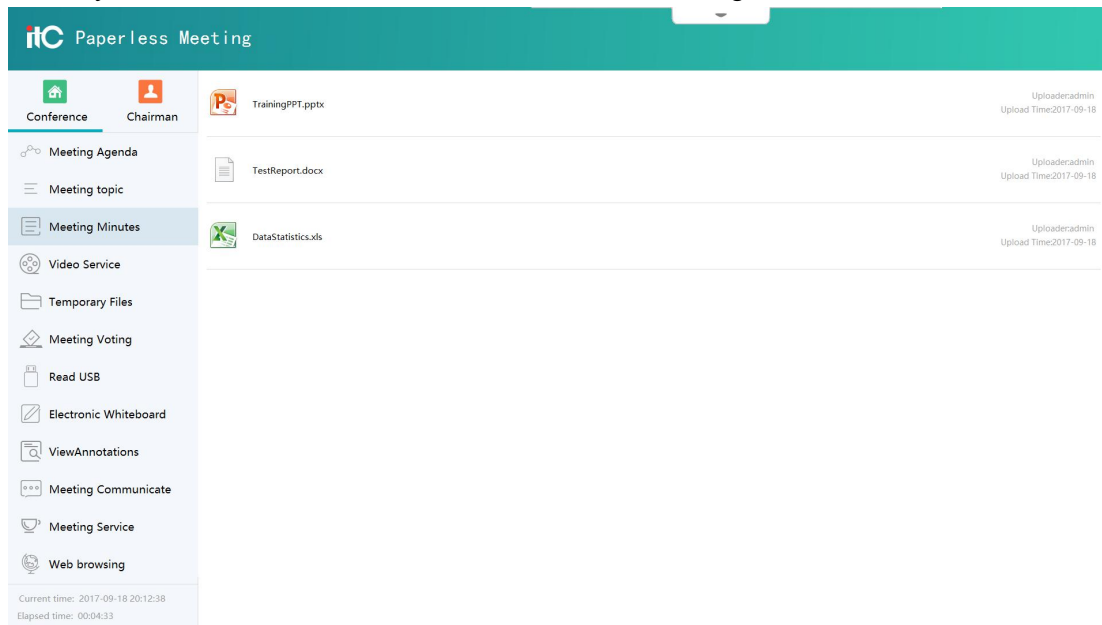 itC Paperless Meeting
Conference
Chairman
Meeting Agenda
Meeting topic
Meeting Minutes
Video Service
Temporary Files
Meeting Voting
Read USB
Electronic Whiteboard
ViewAnnotations
Meeting Communicate
Meeting Service
Web browsing
Current time: 2017-09-18 20:12:38
Elapsed time: 00:04:33
TrainingPPT.pptx
Uploader:admin
Upload Time:2017-09-18
TestReport.docx
Uploader:admin
Upload Time:2017-09-18
DataStatistics.xls
Uploader:admin
Upload Time:2017-09-18